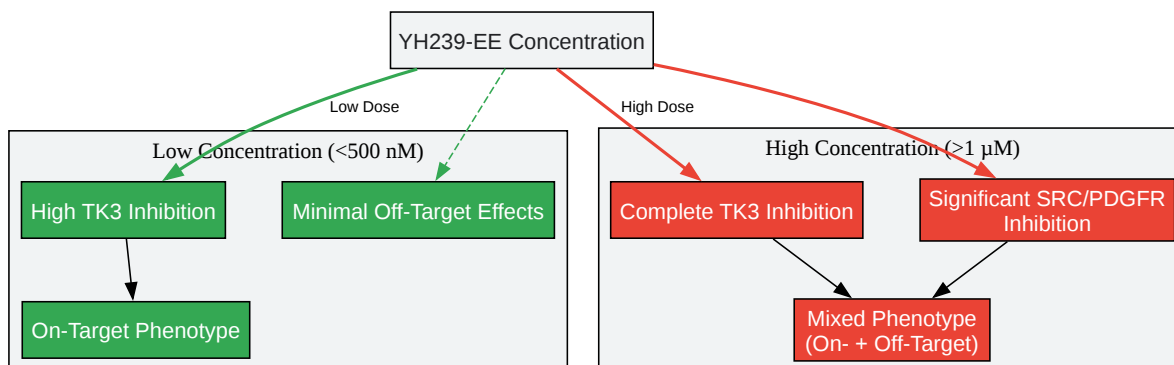 YH239-EE Concentration
Low Dose
High Dose
Low Concentration (<500 nM)
High Concentration (>1 µM)
High TK3 Inhibition
Minimal Off-Target Effects
Complete TK3 Inhibition
Significant SRC/PDGFR
Inhibition
On-Target Phenotype
Mixed Phenotype
(On- + Off-Target)